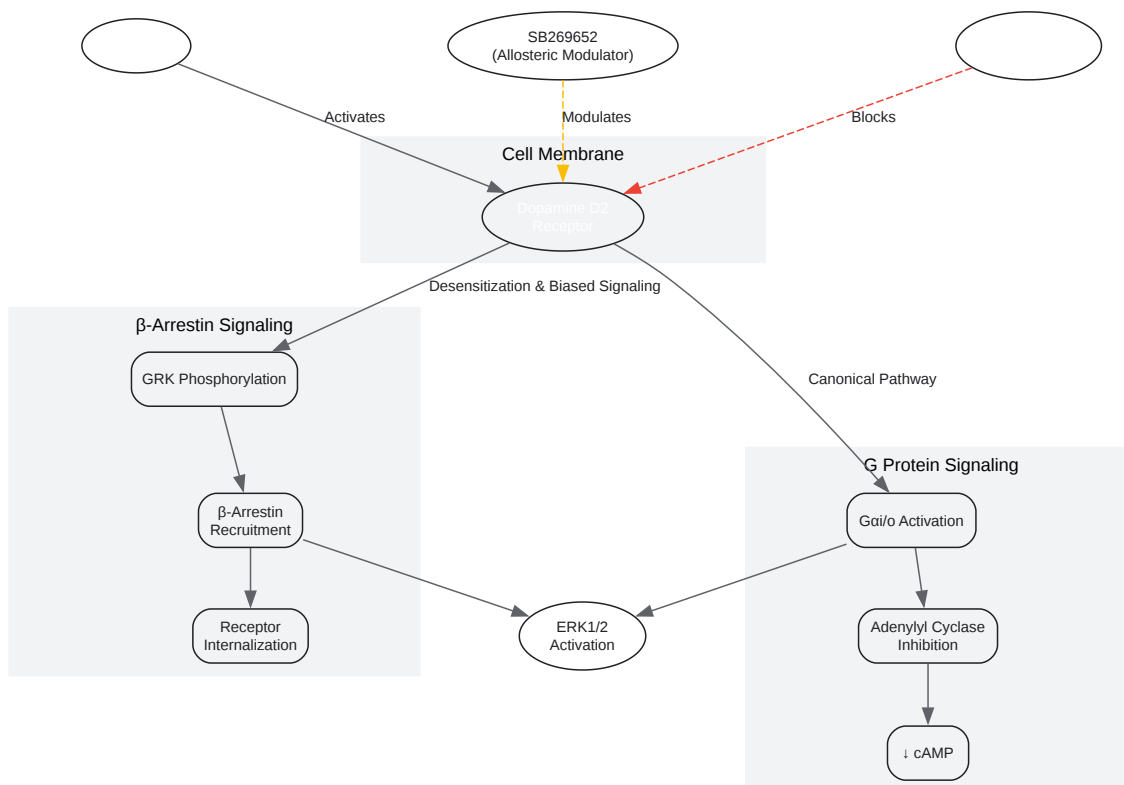 SB269652
(Allosteric Modulator)
Activates
Modulates
Blocks
Cell Membrane
Dopamine D2
Receptor
Desensitization & Biased Signaling
β-Arrestin Signaling
GRK Phosphorylation
Canonical Pathway
G Protein Signaling
β-Arrestin
Recruitment
Gαi/o Activation
Receptor
Internalization
ERK1/2
Activation
Adenylyl Cyclase
Inhibition
↓ cAMP